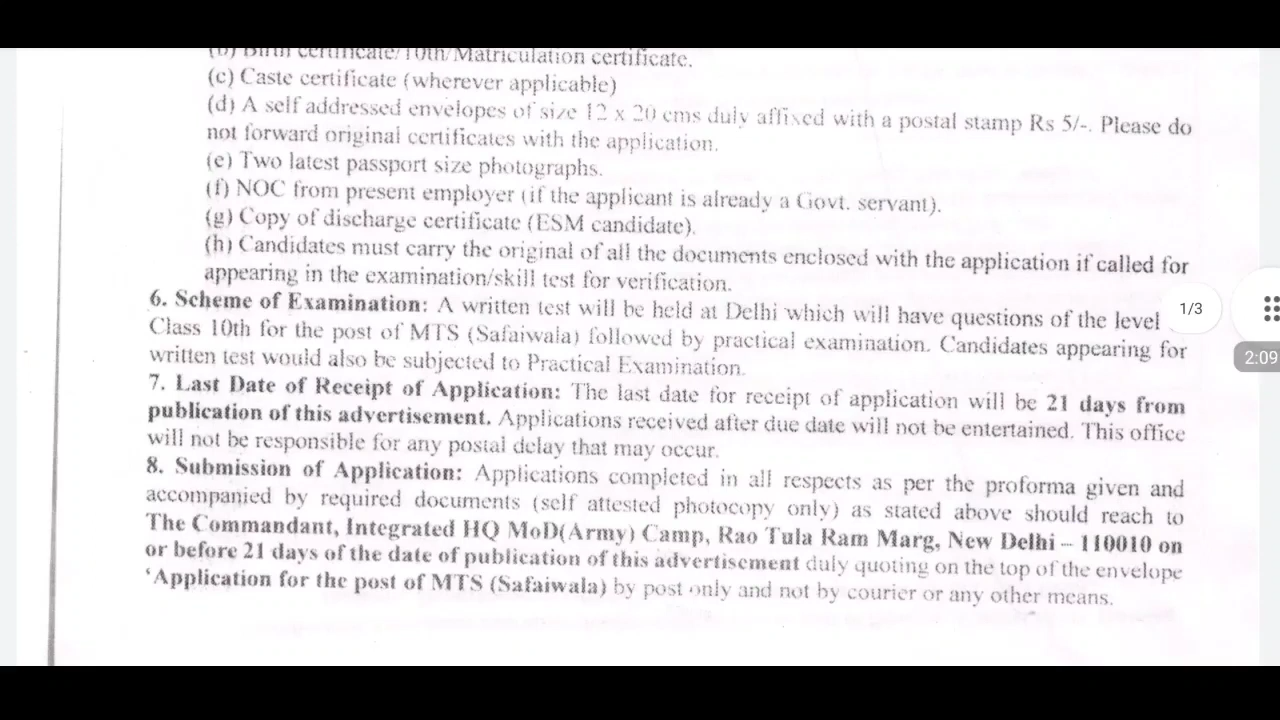 (b) Birth certificate/10th/Matriculation certificate.
(c) Caste certificate (wherever applicable)
(d) A self addressed envelopes of size 12 x 20 cms duly affixed with a postal stamp Rs 5/-. Please do
not forward original certificates with the application.
(e) Two latest passport size photographs.
(f) NOC from present employer (if the applicant is already a Govt. servant).
(g) Copy of discharge certificate (ESM candidate).
(h) Candidates must carry the original of all the documents enclosed with the application if called for
appearing in the examination/skill test for verification.
6. Scheme of Examination: A written test will be held at Delhi which will have questions of the level
Class 10th for the post of MTS (Safaiwala) followed by practical examination. Candidates appearing for
written test would also be subjected to Practical Examination.
7. Last Date of Receipt of Application: The last date for receipt of application will be 21 days from
publication of this advertisement. Applications received after due date will not be entertained. This office
will not be responsible for any postal delay that may occur.
8. Submission of Application: Applications completed in all respects as per the proforma given and
accompanied by required documents (self attested photocopy only) as stated above should reach to
The Commandant, Integrated HQ MoD(Army) Camp, Rao Tula Ram Marg, New Delhi – 110010 on
or before 21 days of the date of publication of this advertisement duly quoting on the top of the envelope
‘Application for the post of MTS (Safaiwala) by post only and not by courier or any other means.
1/3
2:09